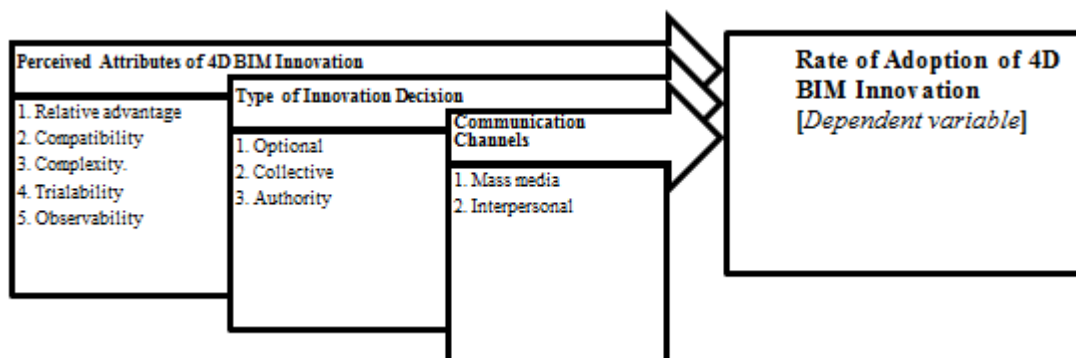 Perceived Attributes of 4D BIM Innovation
1. Relative advantage
2. Compatibility
3. Complexity.
4. Trialability
5. Observability
Type of Innovation Decision
1. Optional
2. Collective
3. Authority
Communication
Channels
1. Mass media
2. Interpersonal
Rate of Adoption of 4D
BIM Innovation
[Dependent variable]